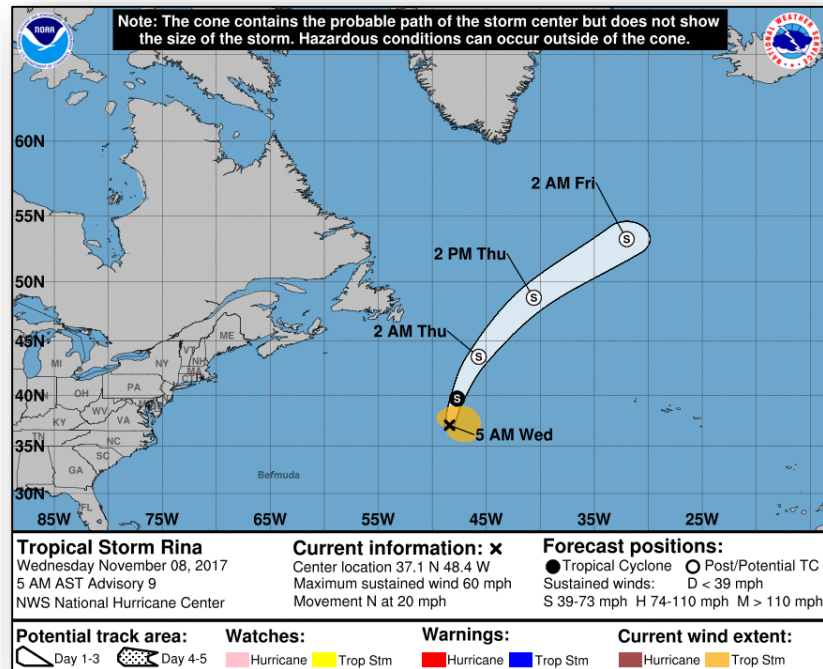 Note: The cone contains the probable path of the storm center but does not show
the size of the storm. Hazardous conditions can occur outside of the cone.
NOAA
NATIONAL WEATHER SERVICE
60N
2 AM Fri
55N
2 PM Thu
50N
2 AM Thu
45N
ME
VT
NH
MI
NY
MA
CT
40N
PA
OH
WV
VA
KY
5 AM Wed
35N
TN
NC
SC
GA
Bermuda
30N
FL
85W 75W 65W 55W 45W 35W 25W
S
S
S
S
Tropical Storm Rina
Wednesday November 08, 2017
5 AM AST Advisory 9
NWS National Hurricane Center
Current information: x
Center location 37.1 N 48.4 W
Maximum sustained wind 60 mph
Movement N at 20 mph
Forecast positions:
Tropical Cyclone Post/Potential TC
Sustained winds: D < 39 mph
S 39-73 mph H 74-110 mph M > 110 mph
Potential track area:
Day 1-3 Day 4-5
Watches:
Hurricane Trop Stm
Warnings:
Hurricane Trop Stm
Current wind extent:
Hurricane Trop Stm